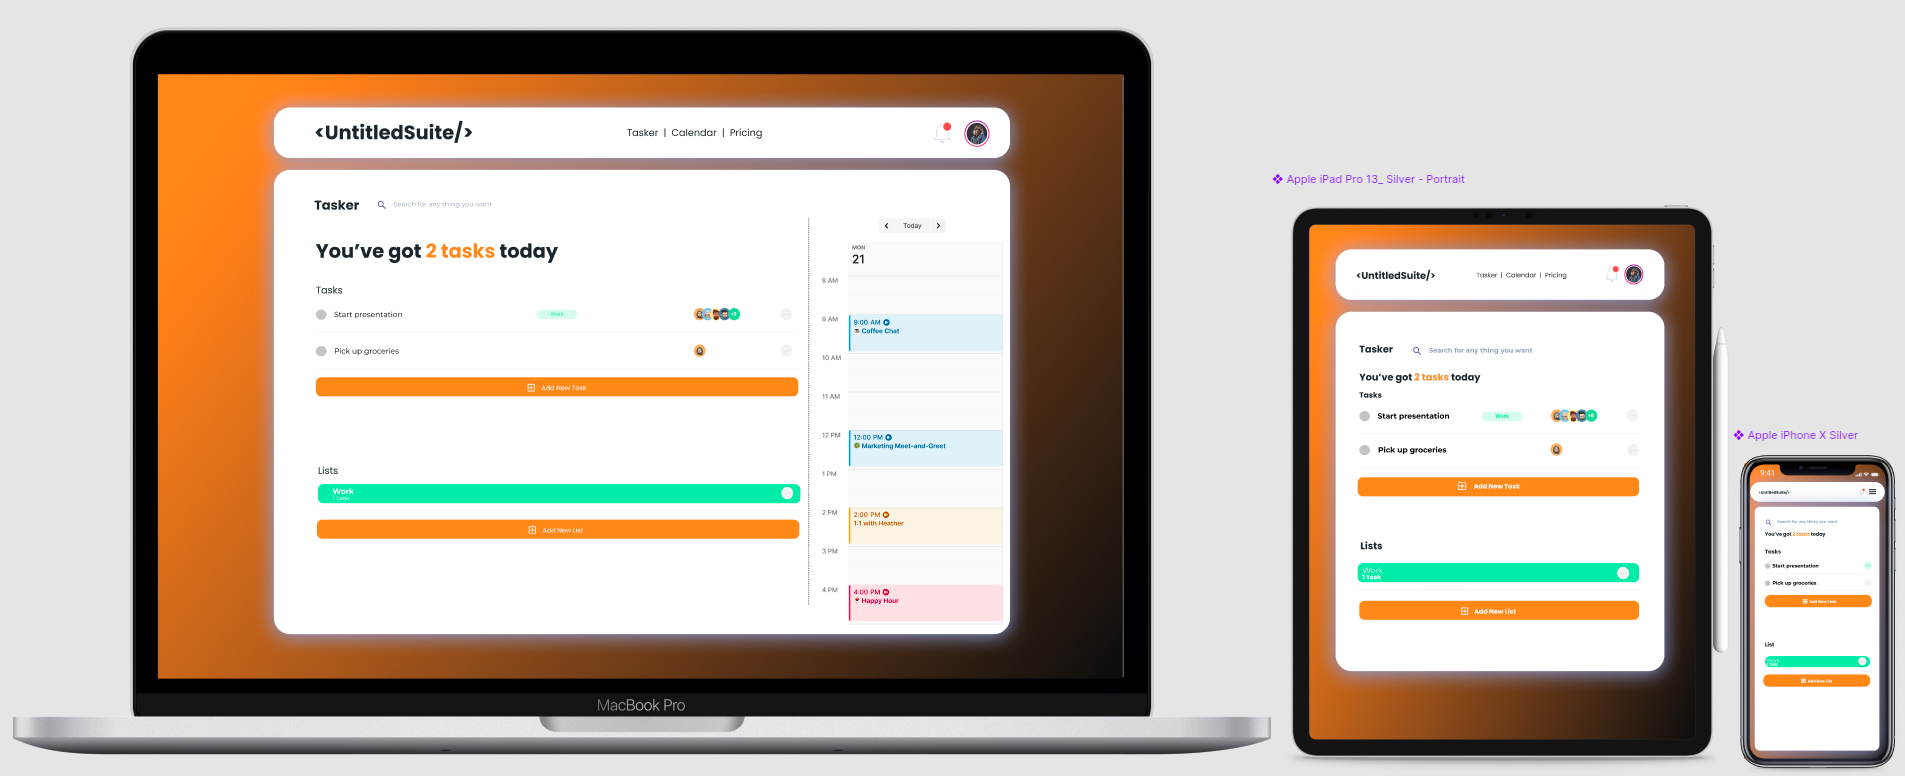 <UntitledSuite/>
Tasker | Calendar | Pricing
Tasker
Search for any thing you want
You've got 2 tasks today
Tasks
Start presentation
Work
+8
Pick up groceries
Add New Task
Lists
Work
1 task
Add New List
Today
MON
21
8 AM
9 AM
9:00 AM
Coffee Chat
10 AM
11 AM
12 PM
12:00 PM
Marketing Meet-and-Greet
1 PM
2 PM
2:00 PM
1:1 with Heather
3 PM
4 PM
4:00 PM
Happy Hour
MacBook Pro
Apple iPad Pro 13_ Silver - Portrait
<UntitledSuite/>
Tasker | Calendar | Pricing
Tasker
Search for any thing you want
You've got 2 tasks today
Tasks
Start presentation
Work
+8
Pick up groceries
Add New Task
Lists
Work
1 task
Add New List
Apple iPhone X Silver
9:41
<UntitledSuite/>
Search for any thing you want
You've got 2 tasks today
Tasks
Start presentation
Pick up groceries
Add New Task
List
Work
1 task
Add New List